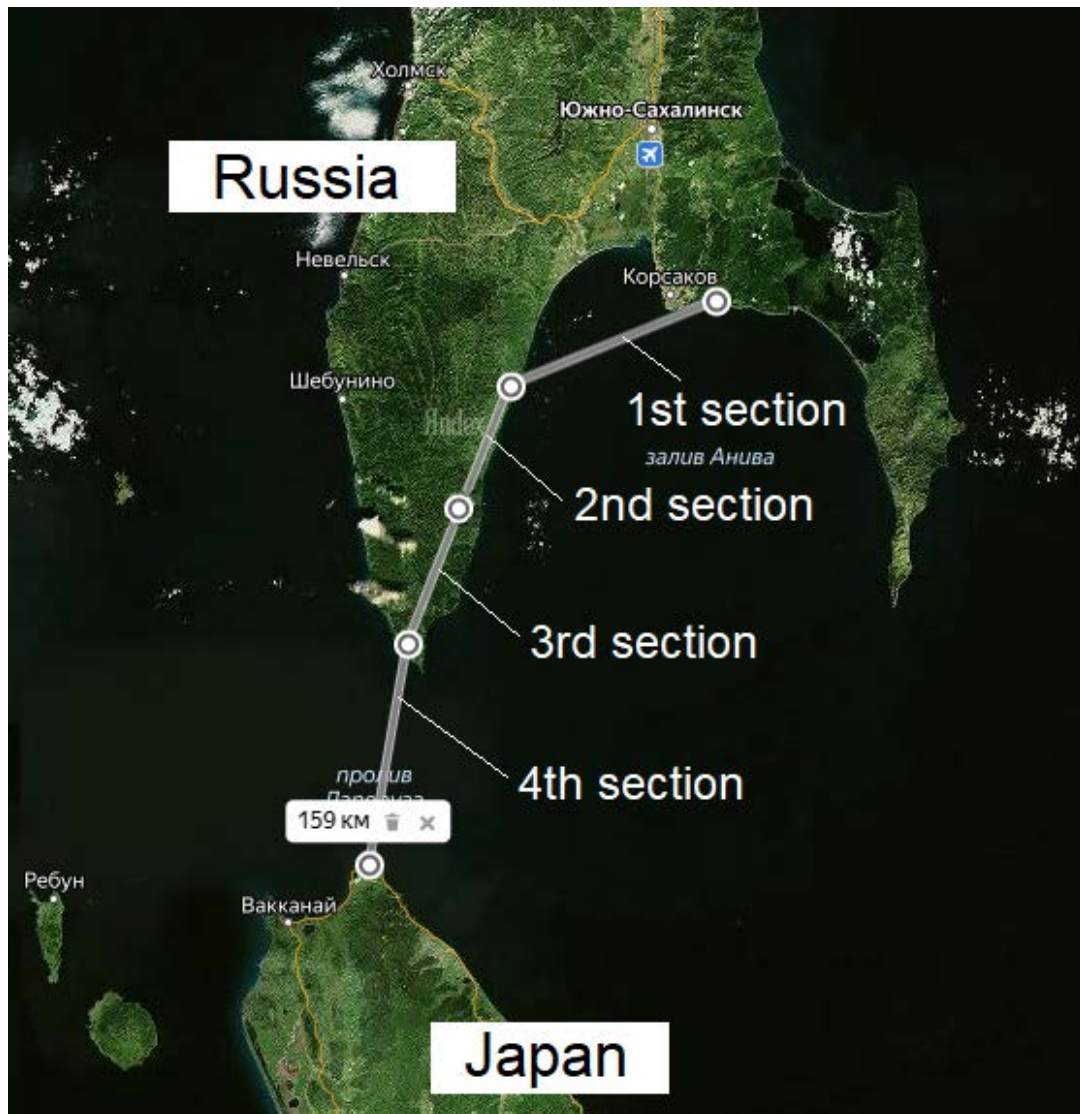 Холмск
Южно-Сахалинск
Russia
Невельск
Корсаков
Шебунино
1st section
Яndex
залив Анива
2nd section
3rd section
4th section
пролив
159 км
Ребун
Вакканай
Japan